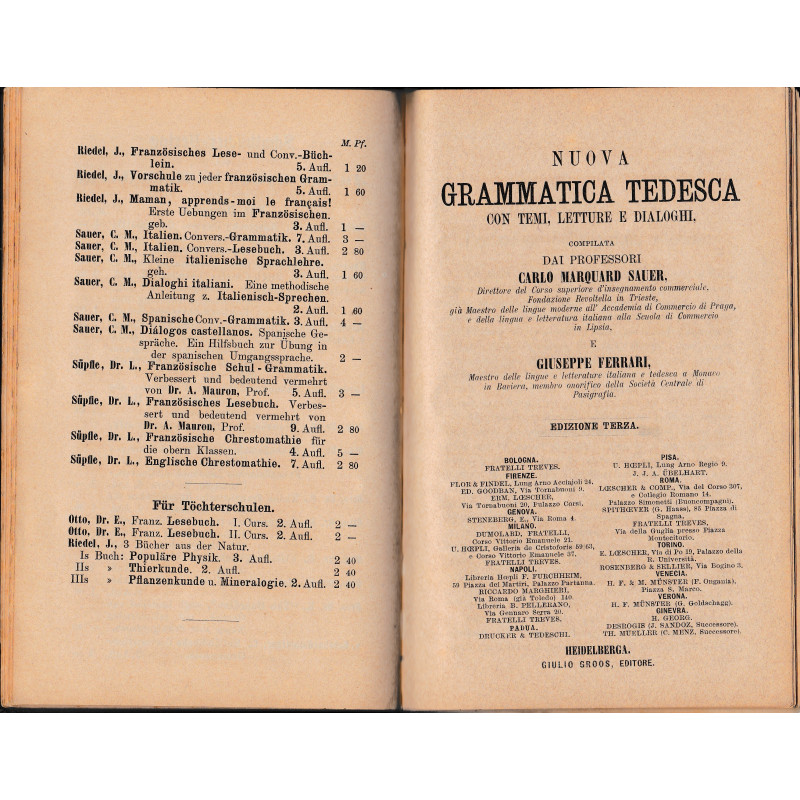 M. Pf.
Riedel, J., Französisches Lese- und Conv.-Büch-
lein. 5. Aufl. 1 20
Riedel, J., Vorschule zu jeder französischen Gram-
matik. 5. Aufl. 1 60
Riedel, J., Maman, apprends-moi le français!
Erste Uebungen im Französischen.
geb. 3. Aufl. 1 —
Sauer, C. M., Italien. Convers.-Grammatik. 7. Aufl. 3 —
Sauer, C. M., Italien. Convers.-Lesebuch. 3. Aufl. 2 80
Sauer, C. M., Kleine italienische Sprachlehre.
geh. 3. Aufl. 1 60
Sauer, C. M., Dialoghi italiani. Eine methodische
Anleitung z. Italienisch-Sprechen.
2. Aufl. 1 60
Sauer, C. M., Spanische Conv.-Grammatik. 3. Aufl. 4 —
Sauer, C. M., Diálogos castellanos. Spanische Ge-
spräche. Ein Hilfsbuch zur Übung in
der spanischen Umgangssprache. 2 —
Süpfle, Dr. L., Französische Schul-Grammatik.
Verbessert und bedeutend vermehrt
von Dr. A. Mauron, Prof. 5. Aufl. 3 —
Süpfle, Dr. L., Französisches Lesebuch. Verbes-
sert und bedeutend vermehrt von
Dr. A. Mauron, Prof. 9. Aufl. 2 80
Süpfle, Dr. L., Französische Chrestomathie für
die obern Klassen. 4. Aufl. 5 —
Süpfle, Dr. L., Englische Chrestomathie. 7. Aufl. 2 80
Für Töchterschulen.
Otto, Dr. E., Franz. Lesebuch. I. Curs. 2. Aufl. 2 —
Otto, Dr. E., Franz. Lesebuch. II. Curs. 2. Aufl. 2 —
Riedel, J., 3 Bücher aus der Natur.
Is Buch: Populäre Physik. 3. Aufl. 2 40
IIs » Thierkunde. 2. Aufl. 2 40
IIIs » Pflanzenkunde u. Mineralogie. 2. Aufl. 2 40
NUOVA
GRAMMATICA TEDESCA
CON TEMI, LETTURE E DIALOGHI,
COMPILATA
DAI PROFESSORI
CARLO MARQUARD SAUER,
Direttore del Corso superiore d'insegnamento commerciale.
Fondazione Revoltella in Trieste,
già Maestro delle lingue moderne all' Accademia di Commercio di Praga,
e della lingua e letteratura italiana alla Scuola di Commercio
in Lipsia,
E
GIUSEPPE FERRARI,
Maestro delle lingue e letterature italiana e tedesca a Monaco
in Baviera, membro onorifico della Società Centrale di
Pasigrafia.
EDIZIONE TERZA.
BOLOGNA.
FRATELLI TREVES.
FIRENZE.
FLOR & FINDEL, Lung Arno Acciajoli 24.
ED. GOODBAN, Via Tornabuoni 9.
ERM. LŒSCHER,
Via Tornabuoni 20, Palazzo Corsi.
GENOVA.
STENEBERG, E., Via Roma 4.
MILANO.
DUMOLARD, FRATELLI,
Corso Vittorio Emanuele 21.
U. HŒPLI, Galleria de Cristoforis 59/63,
e Corso Vittorio Emanuele 37.
FRATELLI TREVES.
NAPOLI.
Libreria Hœpli F. FURCHHEIM,
59 Piazza dei Martiri, Palazzo Partanna.
RICCARDO MARGHIERI,
Via Roma (già Toledo) 140.
Libreria B. PELLERANO,
Via Gennaro Serra 20.
FRATELLI TREVES.
PADUA.
DRUCKER & TEDESCHI.
PISA.
U. HŒPLI, Lung Arno Regio 9.
J. J. A. ÜBELHART.
ROMA.
LŒSCHER & COMP., Via del Corso 307,
e Collegio Romano 14.
Palazzo Simonetti (Buoncompagni).
SPITHŒVER (G. Haass), 85 Piazza di
Spagna.
FRATELLI TREVES,
Via della Guglia presso Piazza
Montecitorio.
TORINO.
E. LŒSCHER, Via di Po 19, Palazzo della
R. Università.
ROSENBERG & SELLIER, Via Bogino 3.
VENECIA.
H. F. & M. MÜNSTER (F. Ongania).
Piazza S. Marco.
VERONA.
H. F. MÜNSTER (G. Goldschagg).
GINEVRA.
H. GEORG.
DESROGIS (J. SANDOZ, Successore).
TH. MUELLER (C. MENZ, Successore).
HEIDELBERGA.
GIULIO GROOS, EDITORE.